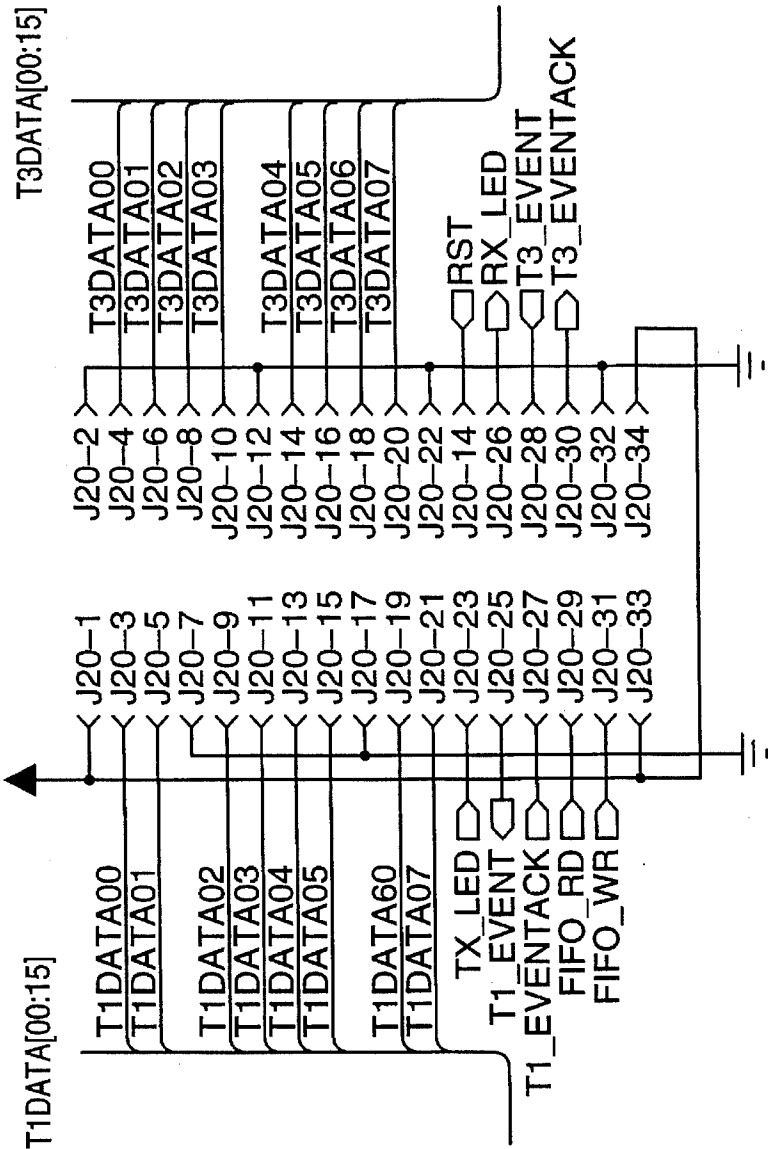 T1DATA[00:15]
T1DATA00
T1DATA01
T1DATA02
T1DATA03
T1DATA04
T1DATA05
T1DATA60
T1DATA07
TX_LED
T1_EVENT
T1_EVENTACK
FIFO_RD
FIFO_WR
J20-1
J20-3
J20-5
J20-7
J20-9
J20-11
J20-13
J20-15
J20-17
J20-19
J20-21
J20-23
J20-25
J20-27
J20-29
J20-31
J20-33
J20-2
J20-4
J20-6
J20-8
J20-10
J20-12
J20-14
J20-16
J20-18
J20-20
J20-22
J20-14
J20-26
J20-28
J20-30
J20-32
J20-34
T3DATA[00:15]
T3DATA00
T3DATA01
T3DATA02
T3DATA03
T3DATA04
T3DATA05
T3DATA06
T3DATA07
RST
RX_LED
T3_EVENT
T3_EVENTACK